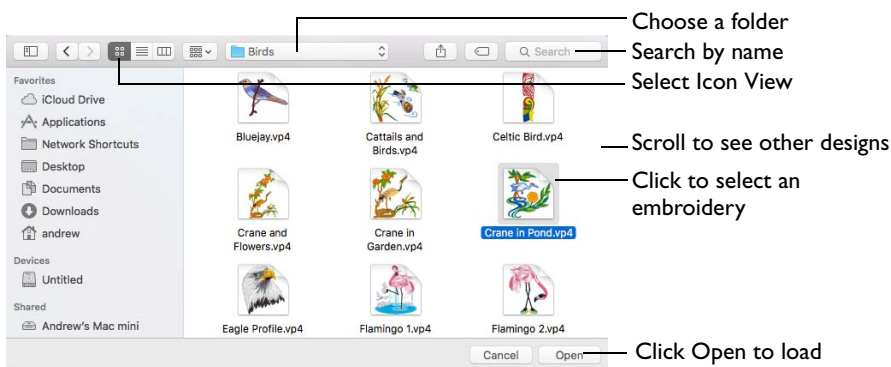 Choose a folder
Birds
Search
Search by name
Select Icon View
Favorites
iCloud Drive
Applications
Network Shortcuts
Desktop
Documents
Downloads
andrew
Devices
Untitled
Shared
Andrew's Mac mini
Bluejay.vp4
Cattails and
Birds.vp4
Celtic Bird.vp4
Scroll to see other designs
Click to select an
embroidery
Crane and
Flowers.vp4
Crane in
Garden.vp4
Crane in Pond.vp4
Eagle Profile.vp4
Flamingo 1.vp4
Flamingo 2.vp4
Cancel
Open
Click Open to load